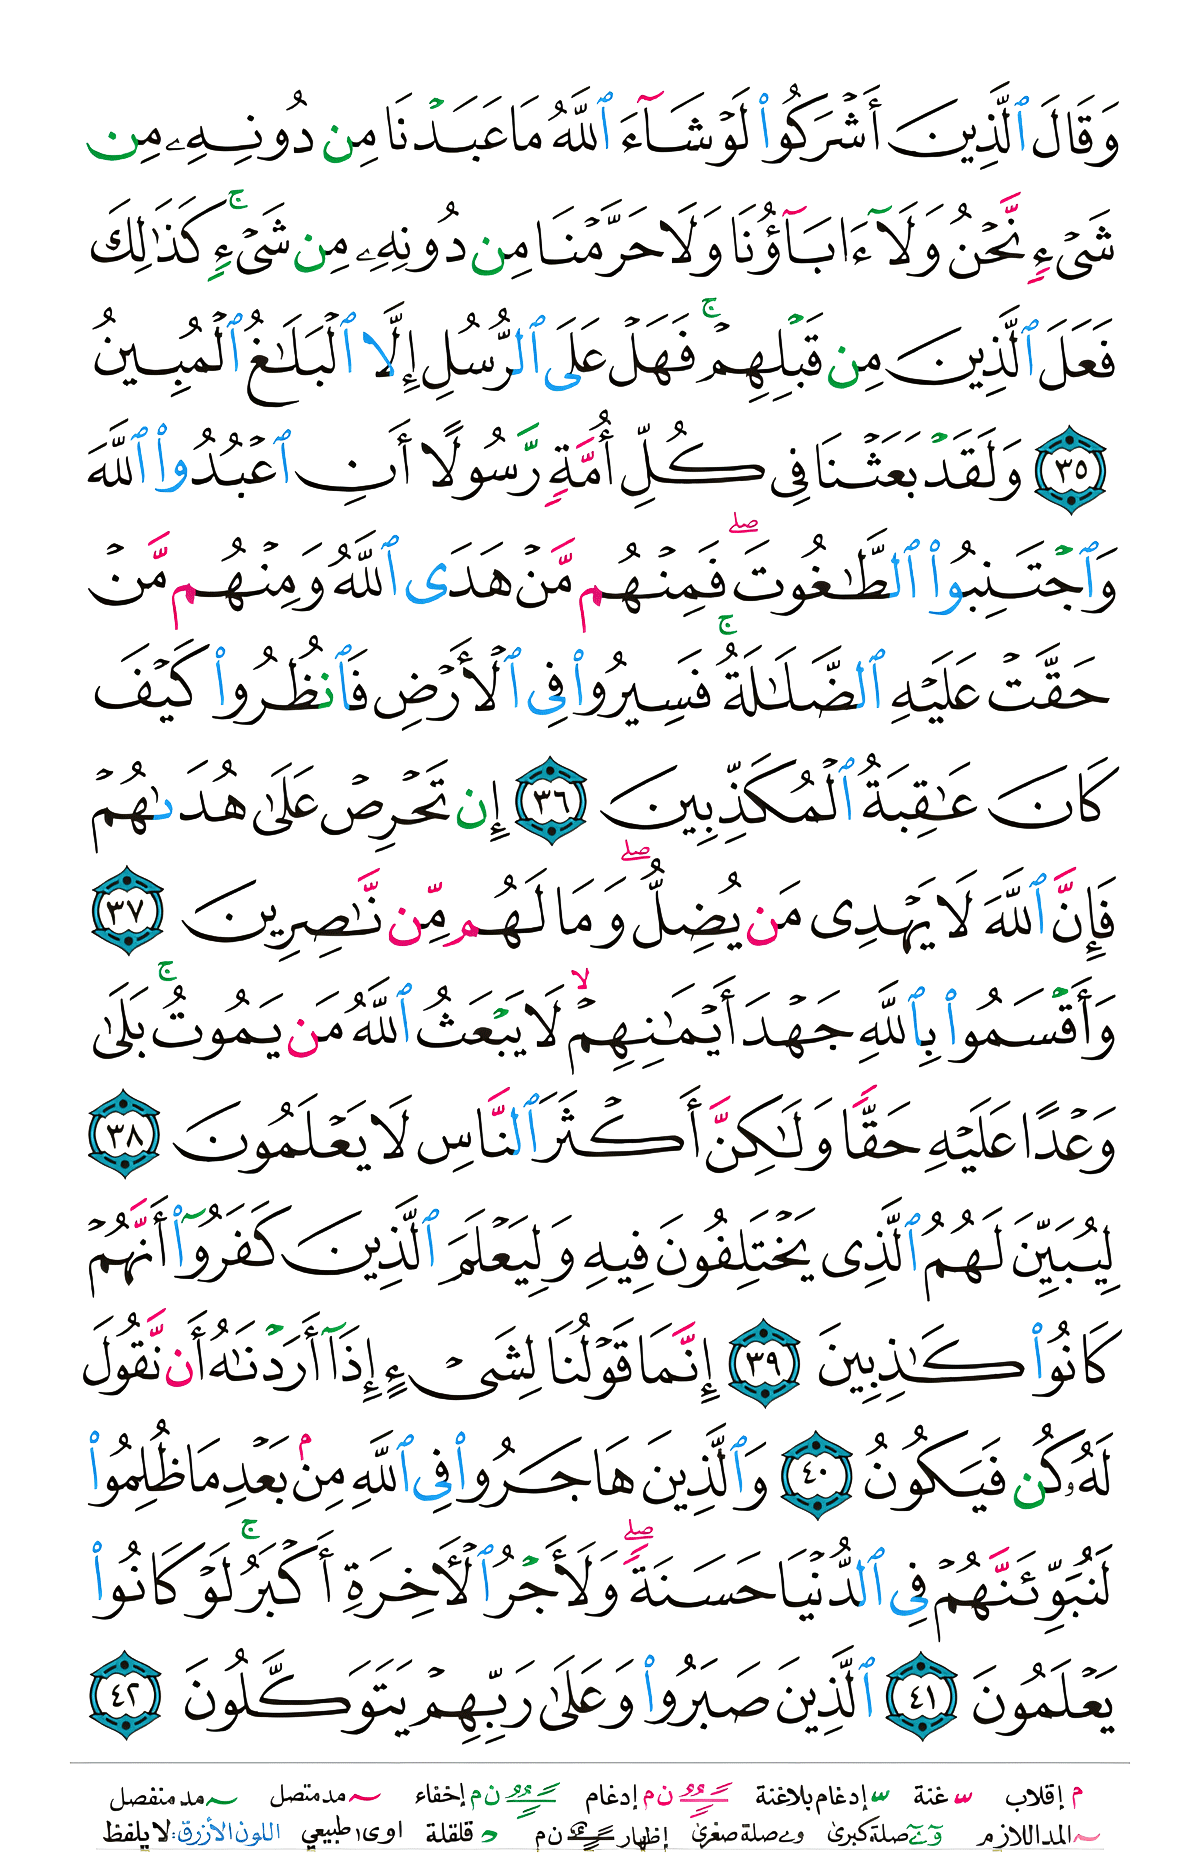 وَقَالَ ٱلَّذِينَ أَشْرَكُوا۟ لَوْ شَآءَ ٱللَّهُ مَا عَبَدْنَا مِن دُونِهِۦ مِن
شَىْءٍ نَّحْنُ وَلَآ ءَابَآؤُنَا وَلَا حَرَّمْنَا مِن دُونِهِۦ مِن شَىْءٍ ۚ كَذَٰلِكَ
فَعَلَ ٱلَّذِينَ مِن قَبْلِهِمْ ۚ فَهَلْ عَلَى ٱلرُّسُلِ إِلَّا ٱلْبَلَـٰغُ ٱلْمُبِينُ
٣٥ وَلَقَدْ بَعَثْنَا فِى كُلِّ أُمَّةٍ رَّسُولًا أَنِ ٱعْبُدُوا۟ ٱللَّهَ
وَٱجْتَنِبُوا۟ ٱلطَّـٰغُوتَ ۖ فَمِنْهُم مَّنْ هَدَى ٱللَّهُ وَمِنْهُم مَّنْ
حَقَّتْ عَلَيْهِ ٱلضَّلَـٰلَةُ ۚ فَسِيرُوا۟ فِى ٱلْأَرْضِ فَٱنظُرُوا۟ كَيْفَ
كَانَ عَـٰقِبَةُ ٱلْمُكَذِّبِينَ ٣٦ إِن تَحْرِصْ عَلَىٰ هُدَىٰهُمْ
فَإِنَّ ٱللَّهَ لَا يَهْدِى مَن يُضِلُّ ۖ وَمَا لَهُم مِّن نَّـٰصِرِينَ ٣٧
وَأَقْسَمُوا۟ بِٱللَّهِ جَهْدَ أَيْمَـٰنِهِمْ ۙ لَا يَبْعَثُ ٱللَّهُ مَن يَمُوتُ ۚ بَلَىٰ
وَعْدًا عَلَيْهِ حَقًّا وَلَـٰكِنَّ أَكْثَرَ ٱلنَّاسِ لَا يَعْلَمُونَ ٣٨
لِيُبَيِّنَ لَهُمُ ٱلَّذِى يَخْتَلِفُونَ فِيهِ وَلِيَعْلَمَ ٱلَّذِينَ كَفَرُوٓا۟ أَنَّهُمْ
كَانُوا۟ كَـٰذِبِينَ ٣٩ إِنَّمَا قَوْلُنَا لِشَىْءٍ إِذَآ أَرَدْنَـٰهُ أَن نَّقُولَ
لَهُۥ كُن فَيَكُونُ ٤٠ وَٱلَّذِينَ هَاجَرُوا۟ فِى ٱللَّهِ مِنۢ بَعْدِ مَا ظُلِمُوا۟
لَنُبَوِّئَنَّهُمْ فِى ٱلدُّنْيَا حَسَنَةً ۖ وَلَأَجْرُ ٱلْـَٔاخِرَةِ أَكْبَرُ ۚ لَوْ كَانُوا۟
يَعْلَمُونَ ٤١ ٱلَّذِينَ صَبَرُوا۟ وَعَلَىٰ رَبِّهِمْ يَتَوَكَّلُونَ ٤٢
م إقلاب غنة إدغام بلاغنة ن م إدغام ن م إخفاء مد متصل مد منفصل
المد اللازم صلة كبرى و ے صلة صغرى إظهار ن م قلقلة اوى ا طبيعي اللون الأزرق: لا يلفظ